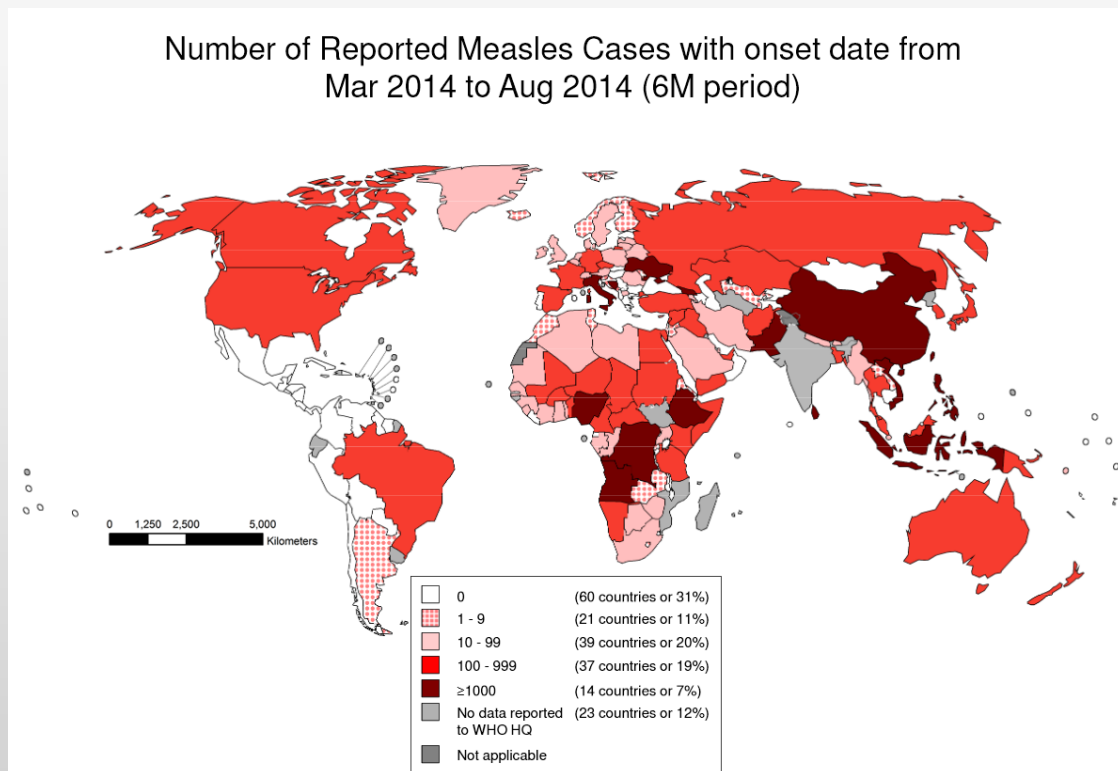 Number of Reported Measles Cases with onset date from
Mar 2014 to Aug 2014 (6M period)
0 1,250 2,500 5,000
Kilometers
0 (60 countries or 31%)
1 - 9 (21 countries or 11%)
10 - 99 (39 countries or 20%)
100 - 999 (37 countries or 19%)
≥1000 (14 countries or 7%)
No data reported (23 countries or 12%)
to WHO HQ
Not applicable